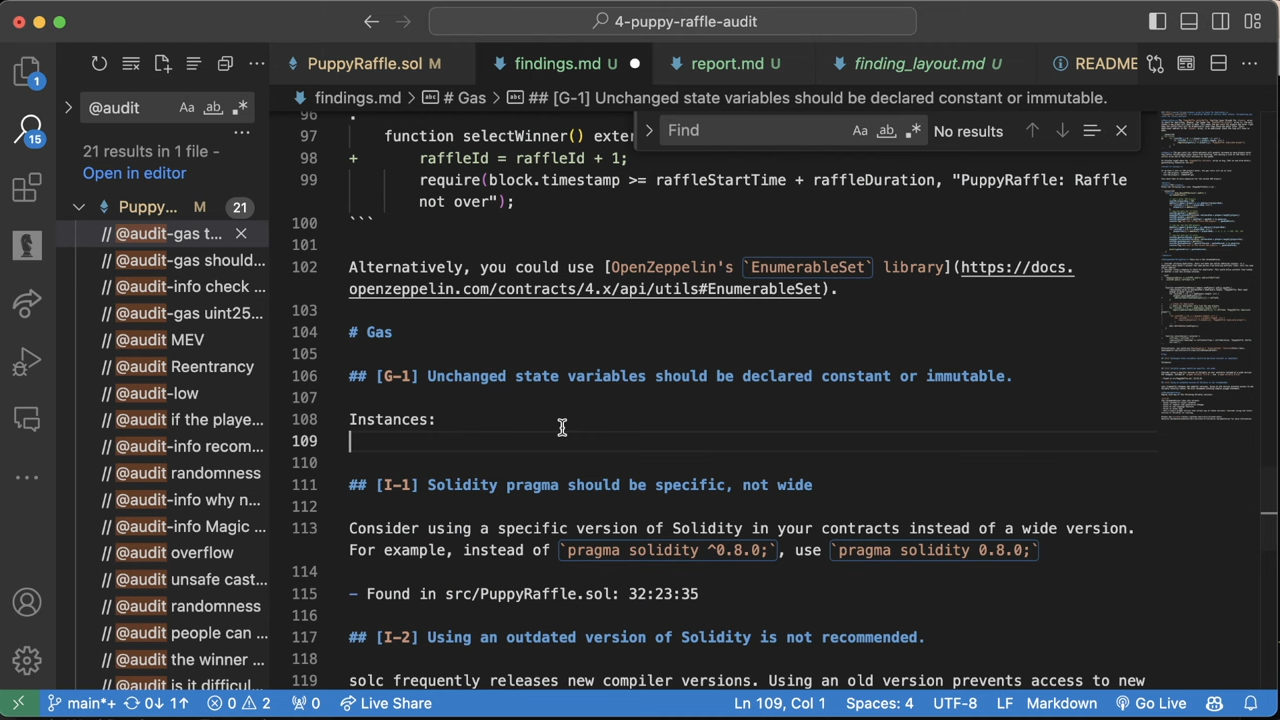 4-puppy-raffle-audit
PuppyRaffle.sol M
findings.md U
report.md U
finding_layout.md U
README
1
15
@audit
Aa ab
21 results in 1 file -
Open in editor
Puppy... M 21
// @audit-gas t...
// @audit-gas should...
// @audit-info check ...
// @audit-gas uint25...
// @audit MEV
// @audit Reentrancy
// @audit-low
// @audit if the playe...
// @audit-info recom...
// @audit randomness
// @audit-info why n...
// @audit-info Magic ...
// @audit overflow
// @audit unsafe cast...
// @audit randomness
// @audit people can ...
// @audit the winner ...
// @audit is it difficul...
findings.md > # Gas > ## [G-1] Unchanged state variables should be declared constant or immutable.
Find Aa ab No results
96 .
97 function selectWinner() exter
98 + raffleId = raffleId + 1;
99 require(block.timestamp >= raffleStartTime + raffleDuration, "PuppyRaffle: Raffle
not over");
100 ```
101
102 Alternatively, you could use [OpenZeppelin's `EnumerableSet` library](https://docs.
openzeppelin.com/contracts/4.x/api/utils#EnumerableSet).
103
104 # Gas
105
106 ## [G-1] Unchanged state variables should be declared constant or immutable.
107
108 Instances:
109
110
111 ## [I-1] Solidity pragma should be specific, not wide
112
113 Consider using a specific version of Solidity in your contracts instead of a wide version.
For example, instead of `pragma solidity ^0.8.0;`, use `pragma solidity 0.8.0;`
114
115 - Found in src/PuppyRaffle.sol: 32:23:35
116
117 ## [I-2] Using an outdated version of Solidity is not recommended.
118
119 solc frequently releases new compiler versions. Using an old version prevents access to new
main*+ 0↓ 1↑ 0 2 0 Live Share Ln 109, Col 1 Spaces: 4 UTF-8 LF Markdown Go Live